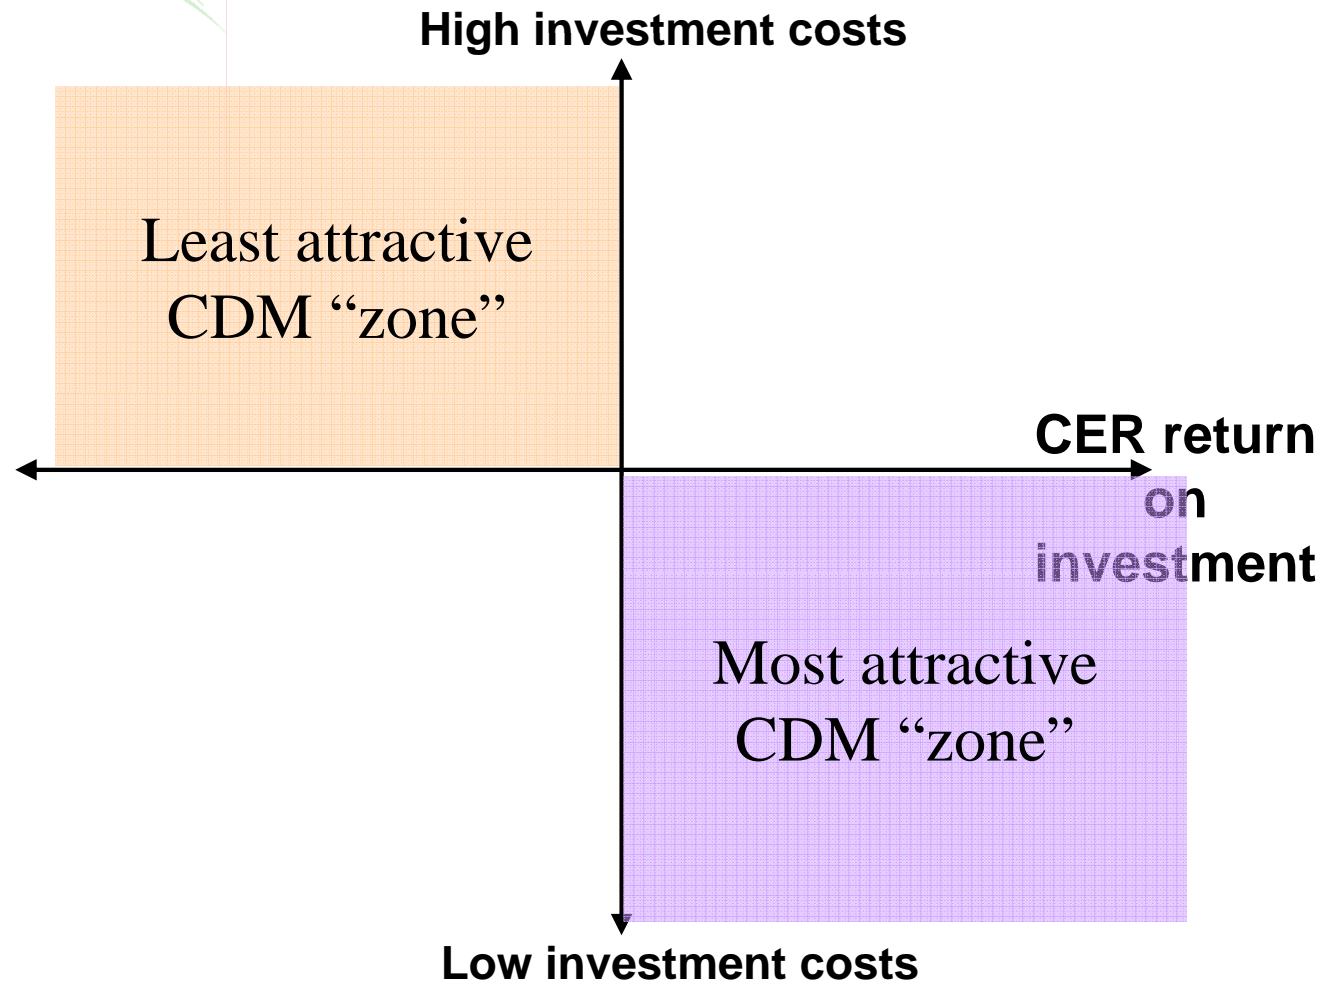 High investment costs
Least attractive
CDM “zone”
CER return
on
investment
Most attractive
CDM “zone”
Low investment costs